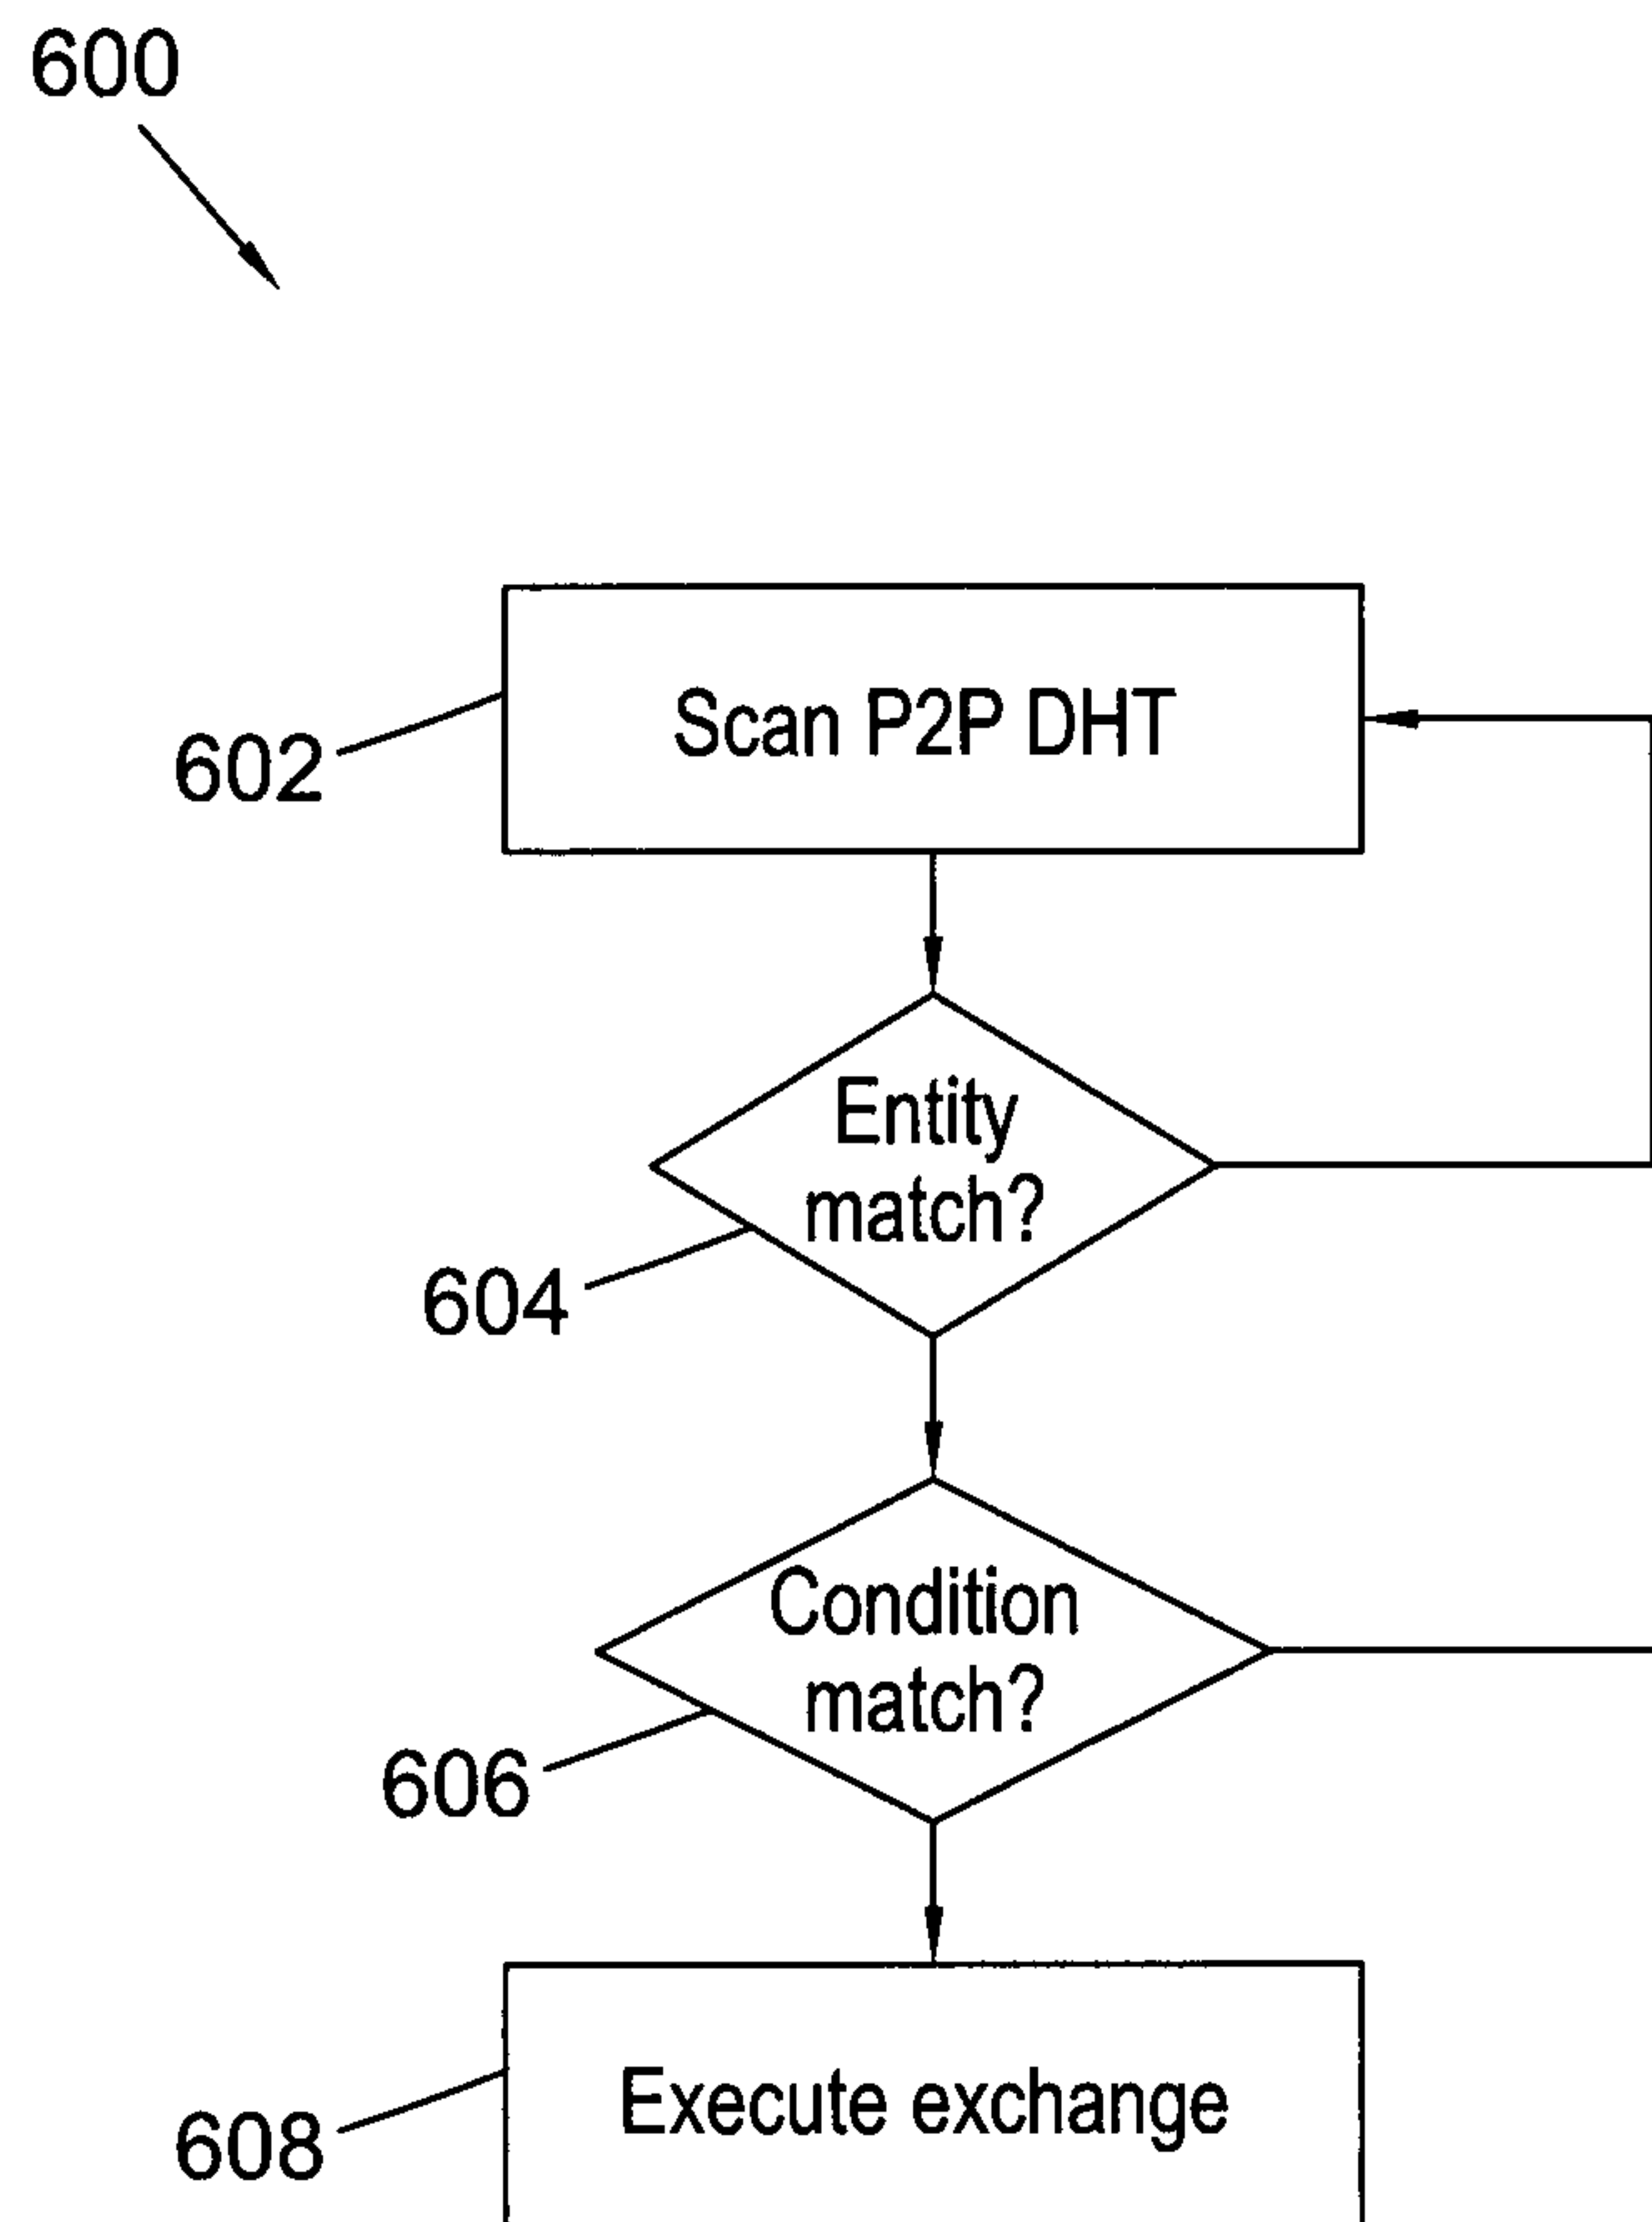 600
Scan P2P DHT
602
Entity
match?
604
Condition
match?
606
Execute exchange
608